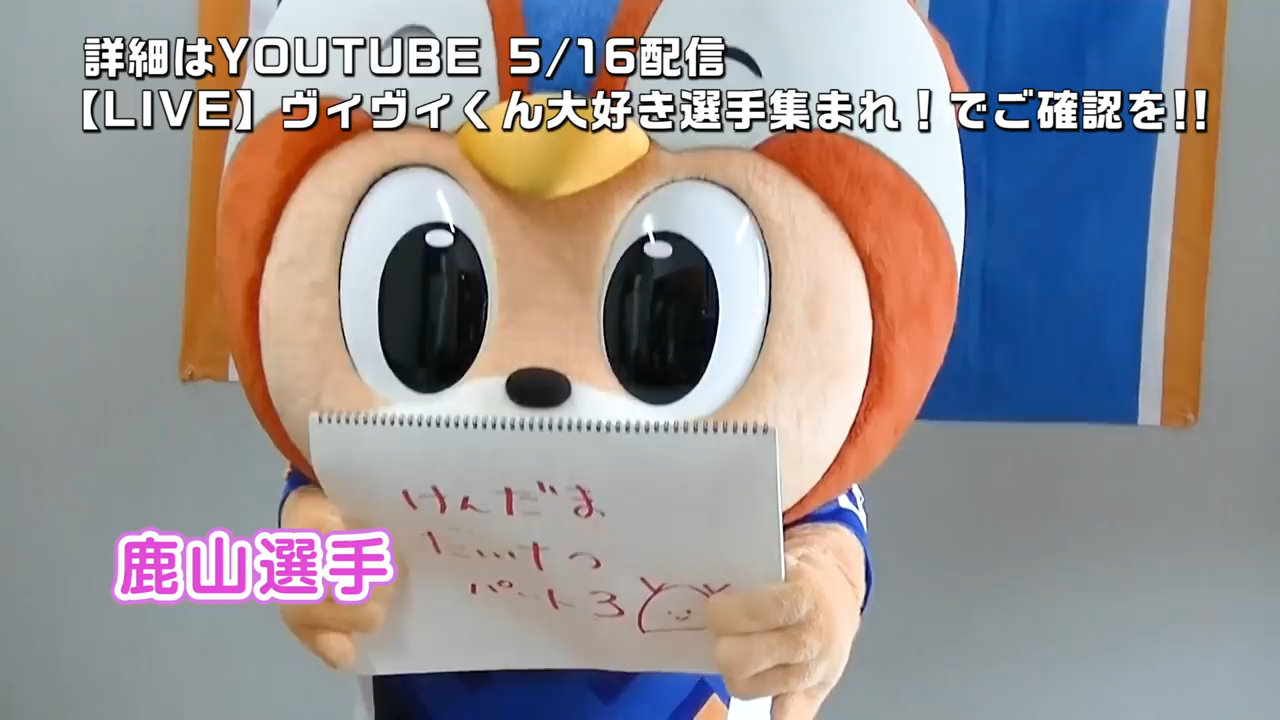 詳細はYOUTUBE 5/16配信
【LIVE】ヴィヴィくん大好き選手集まれ！でご確認を!!
けんだま
たいけつ
パート3
鹿山選手